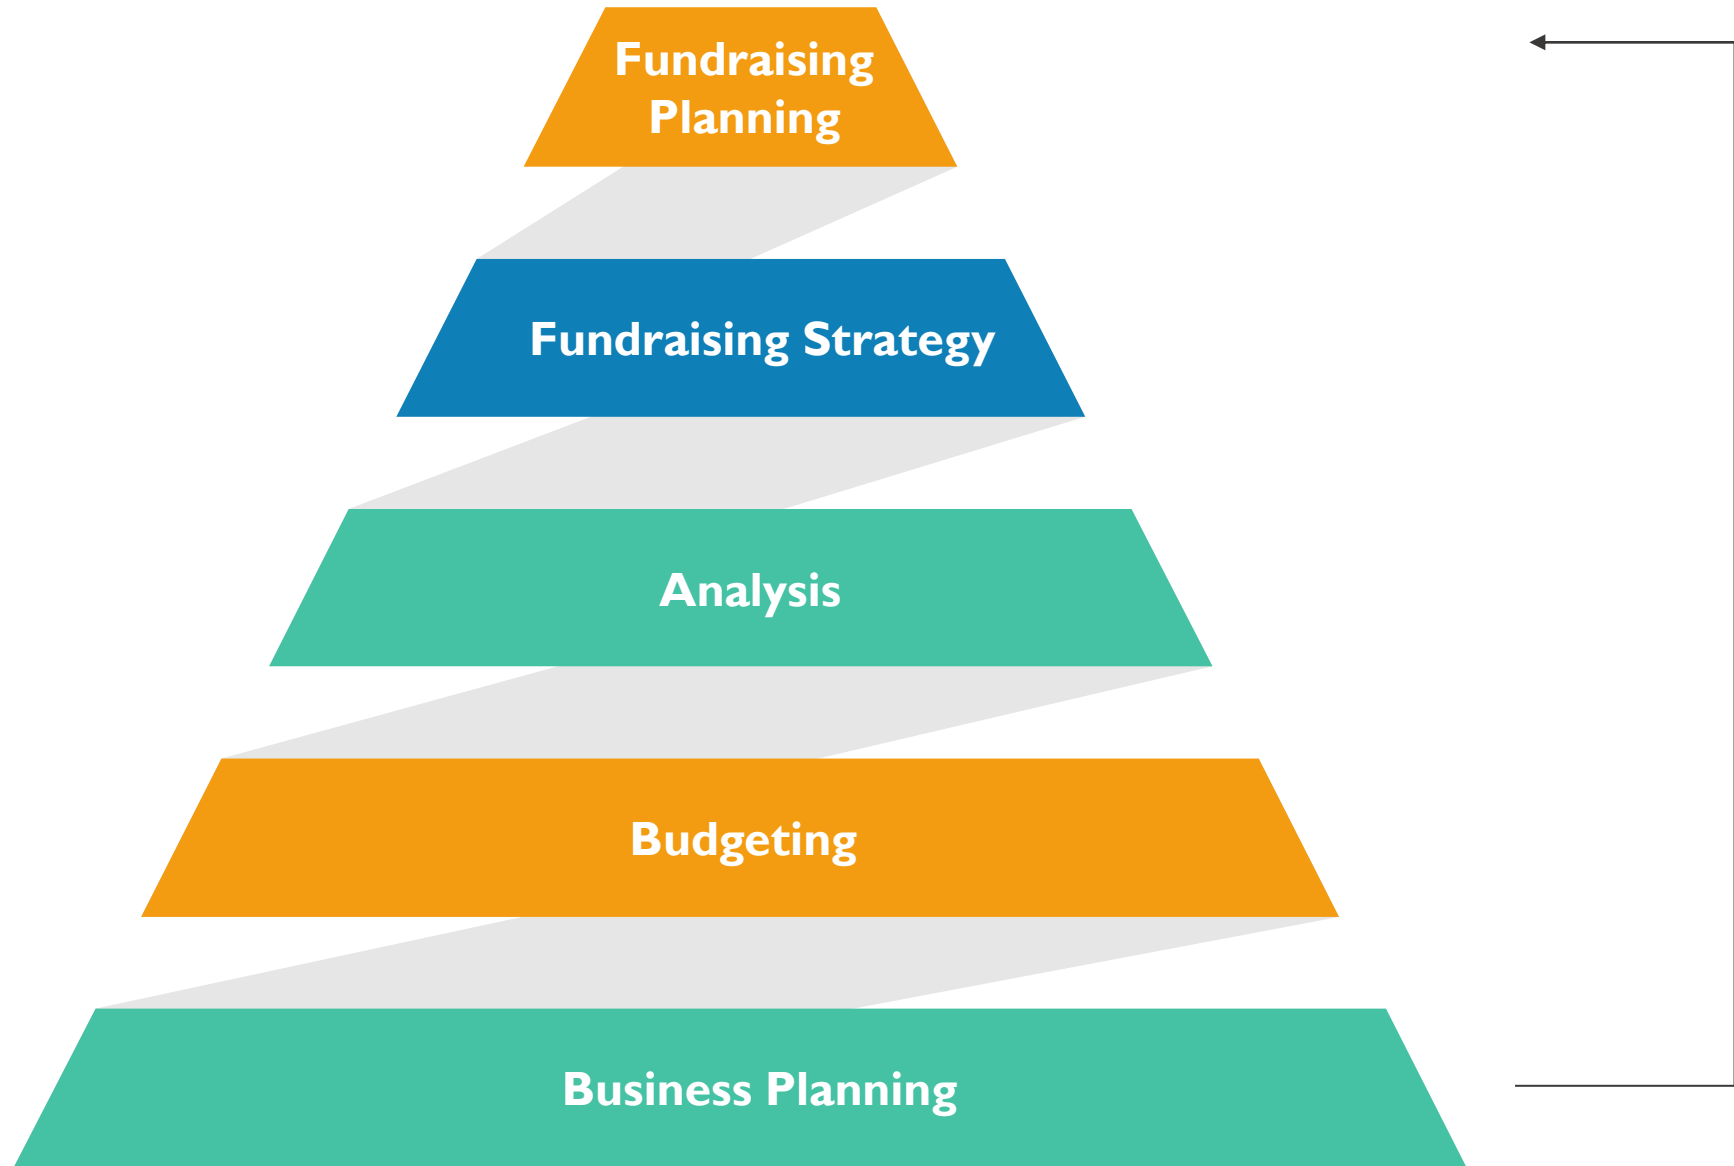 Fundraising
Planning
Fundraising Strategy
Analysis
Budgeting
Business Planning